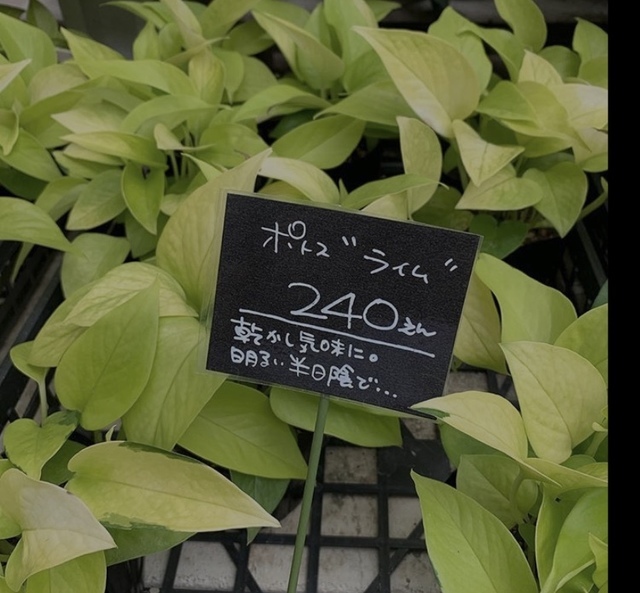 ポトス"ライム"
240えん
乾かし気味に。
明るい半日陰で…